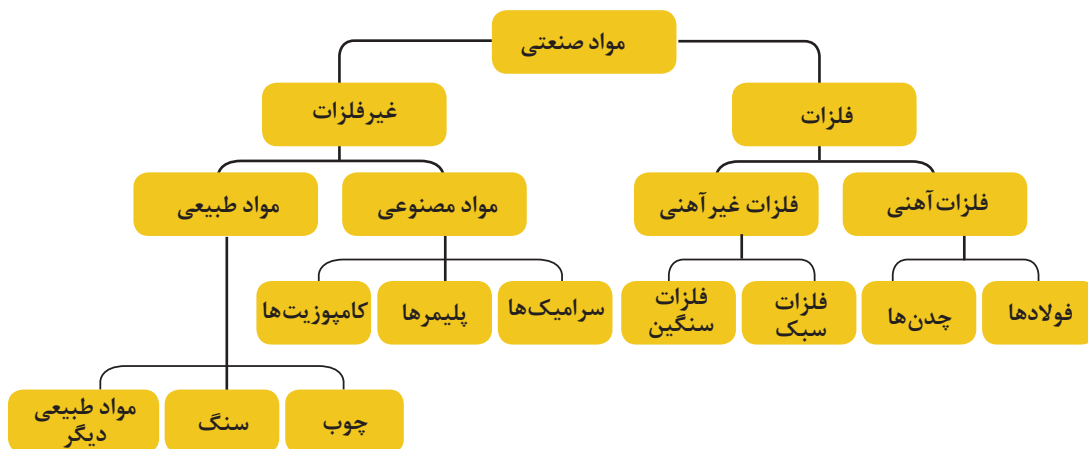 مواد صنعتی
فلزات
غیرفلزات
فلزات آهنی
فلزات غیرآهنی
مواد مصنوعی
مواد طبیعی
فولادها
چدن‌ها
فلزات
سبک
فلزات
سنگین
سرامیک‌ها
پلیمرها
کامپوزیت‌ها
چوب
سنگ
مواد طبیعی
دیگر